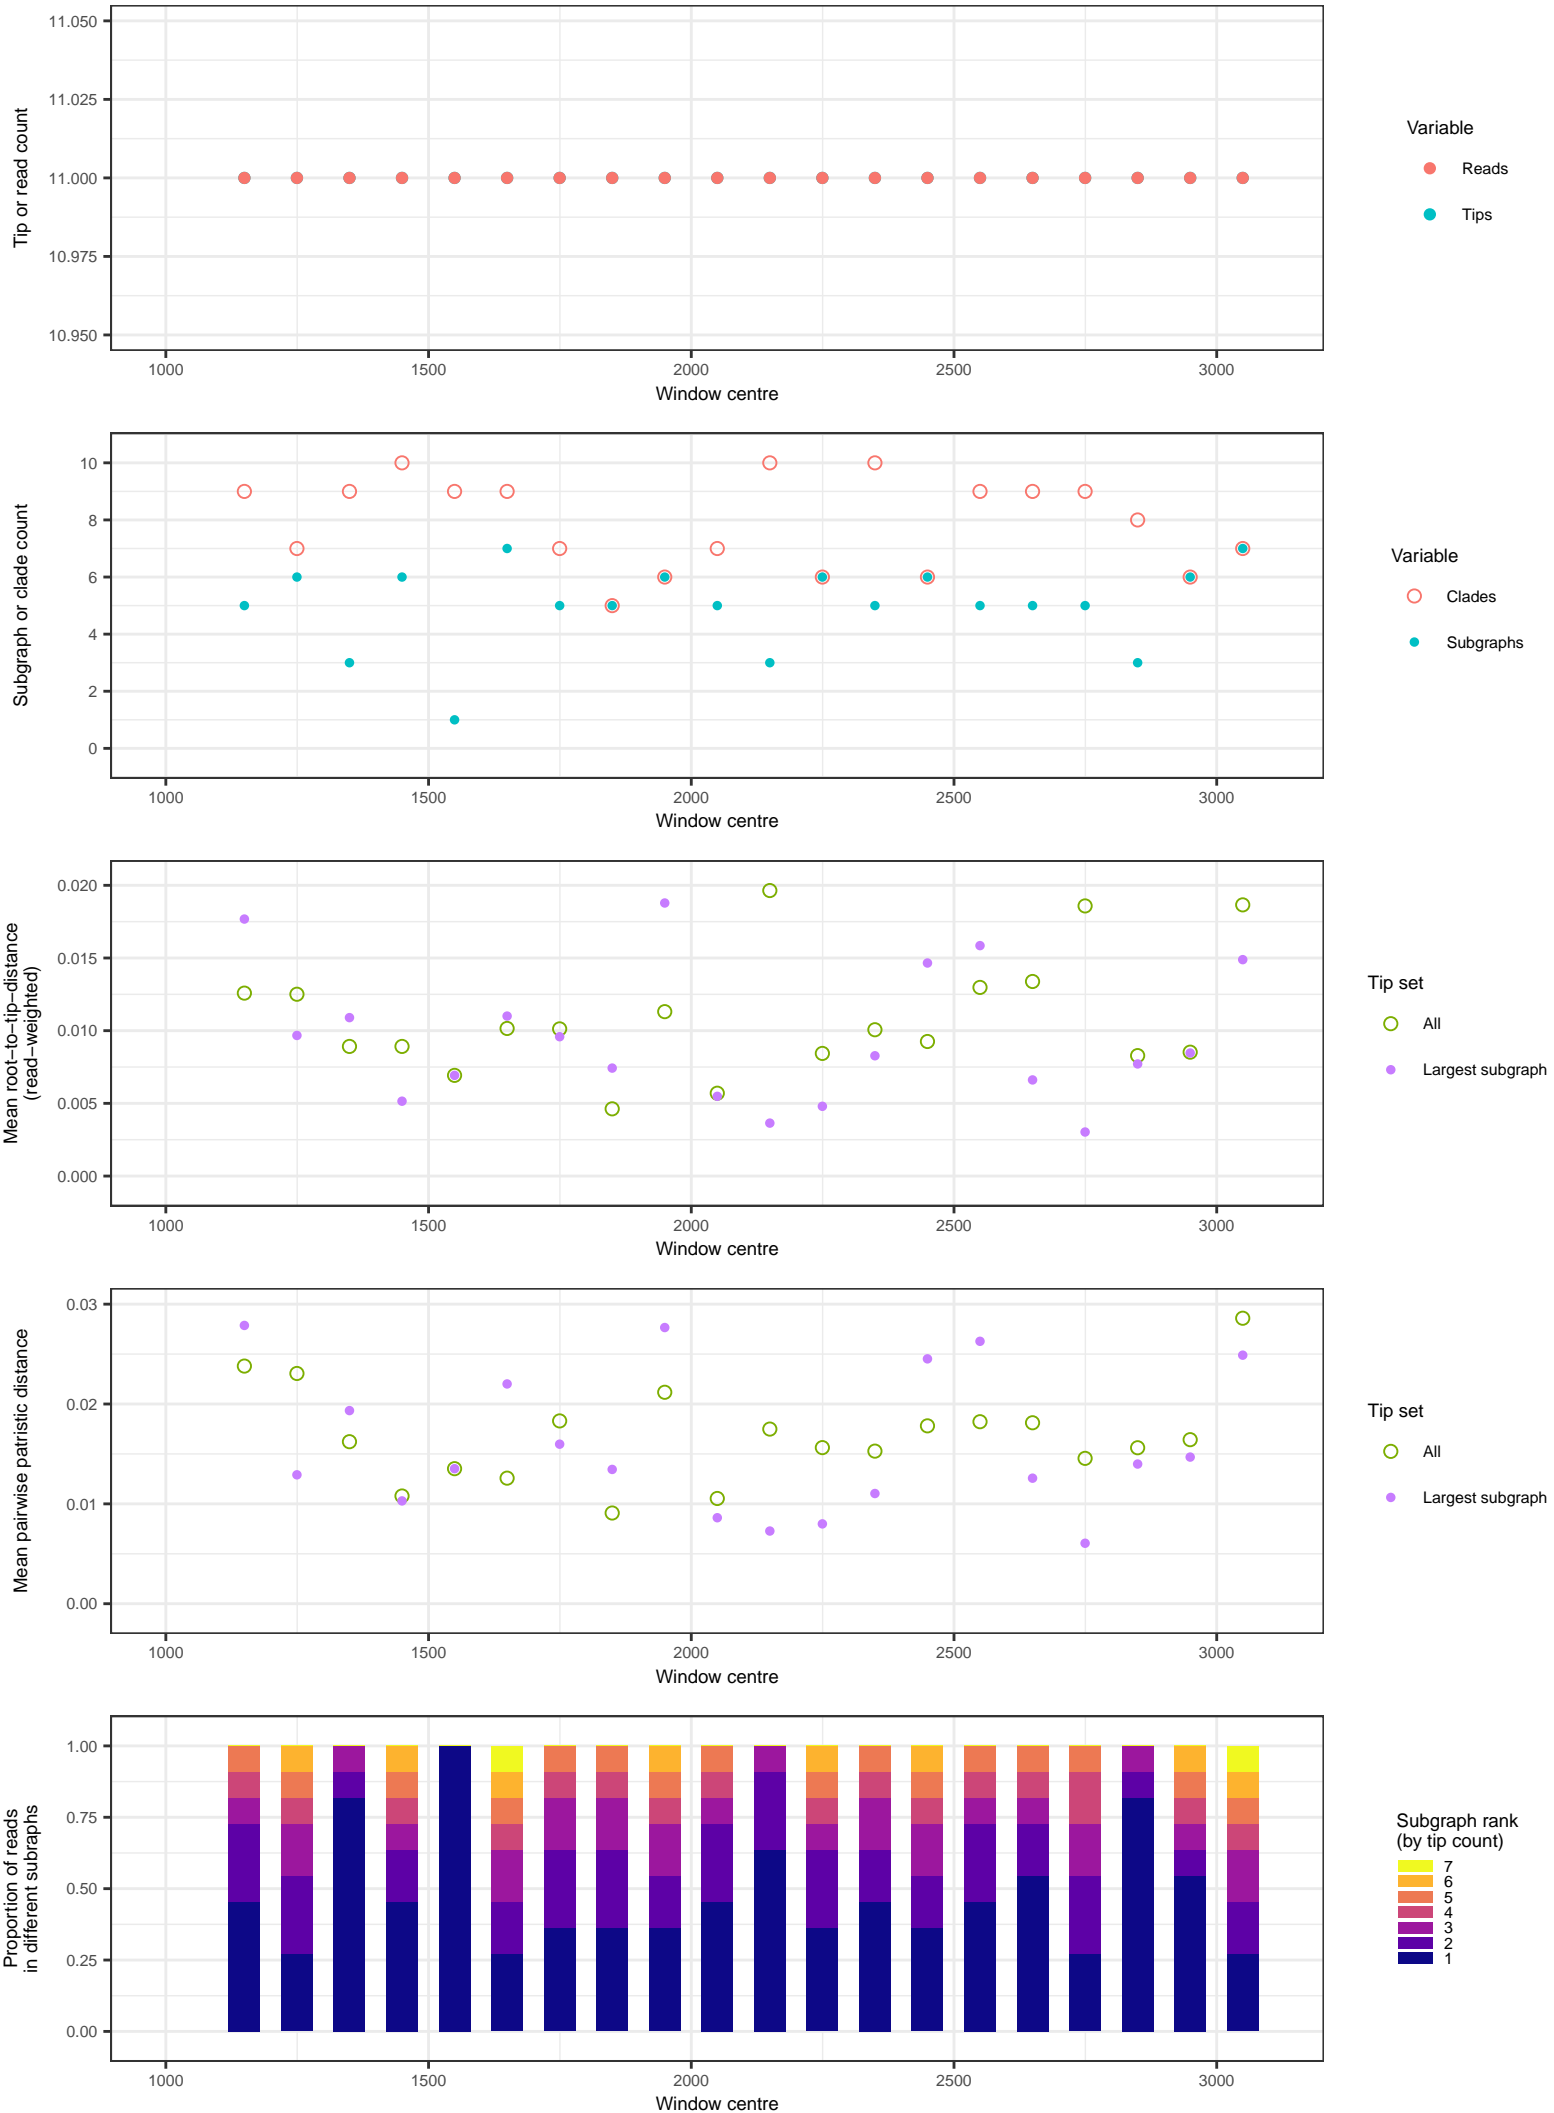 11.050
11.025
11.000
10.975
10.950
Tip or read count
1000 1500 2000 2500 3000
Window centre
Variable
Reads
Tips
10
8
6
4
2
0
Subgraph or clade count
1000 1500 2000 2500 3000
Window centre
Variable
Clades
Subgraphs
0.020
0.015
0.010
0.005
0.000
Mean root−to−tip−distance
(read−weighted)
1000 1500 2000 2500 3000
Window centre
Tip set
All
Largest subgraph
0.03
0.02
0.01
0.00
Mean pairwise patristic distance
1000 1500 2000 2500 3000
Window centre
Tip set
All
Largest subgraph
1.00
0.75
0.50
0.25
0.00
Proportion of reads
in different subraphs
1000 1500 2000 2500 3000
Window centre
Subgraph rank
(by tip count)
7
6
5
4
3
2
1